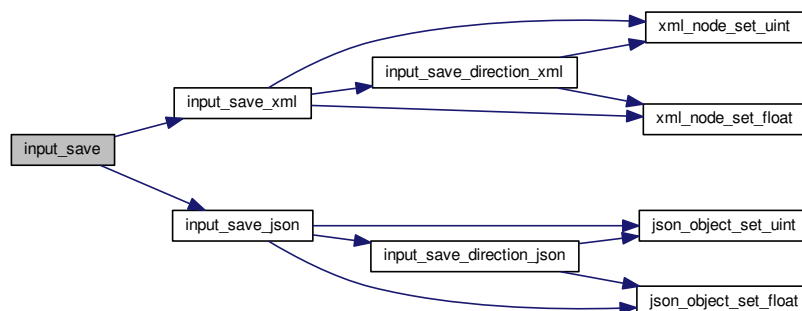 input_save
input_save_xml
input_save_direction_xml
xml_node_set_uint
xml_node_set_float
input_save_json
input_save_direction_json
json_object_set_uint
json_object_set_float